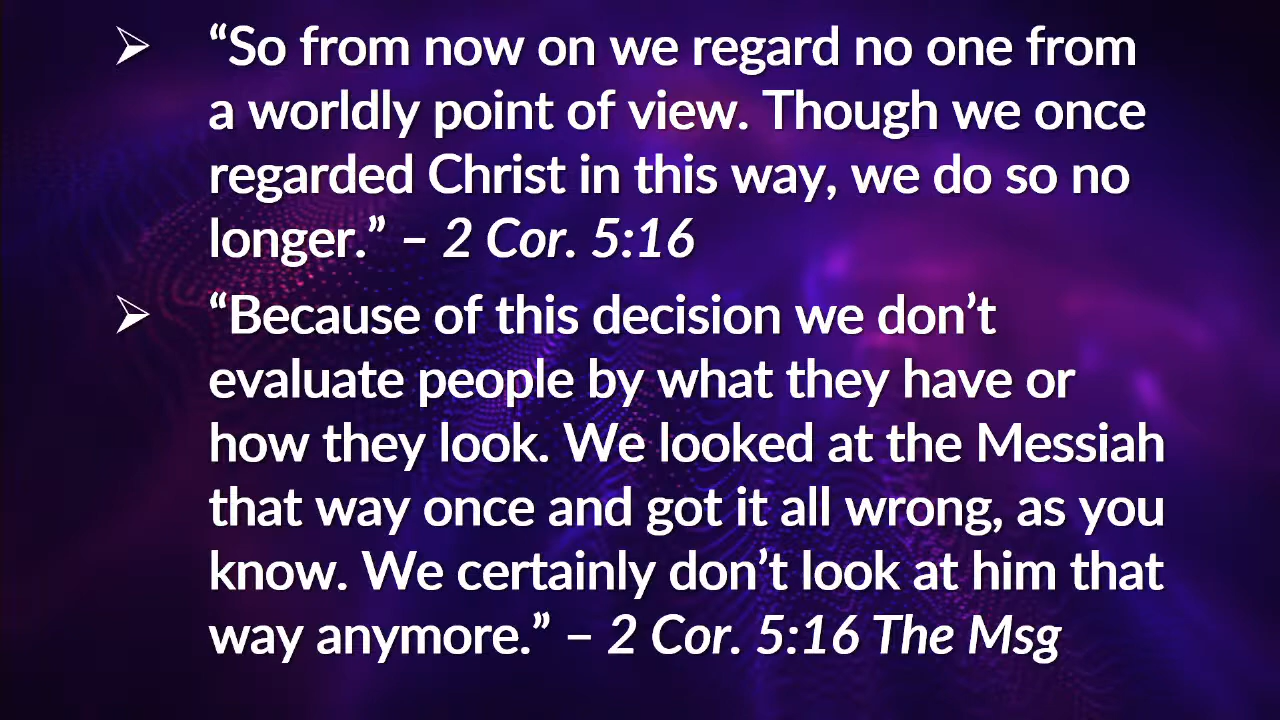 ➢ “So from now on we regard no one from
a worldly point of view. Though we once
regarded Christ in this way, we do so no
longer.” – 2 Cor. 5:16
➢ “Because of this decision we don’t
evaluate people by what they have or
how they look. We looked at the Messiah
that way once and got it all wrong, as you
know. We certainly don’t look at him that
way anymore.” – 2 Cor. 5:16 The Msg